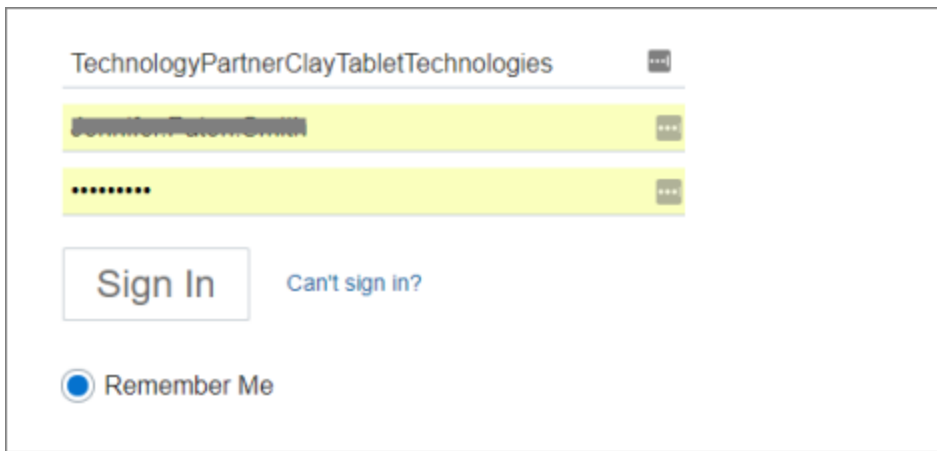 TechnologyPartnerClayTabletTechnologies
•••••••••
Sign In
Can't sign in?
Remember Me